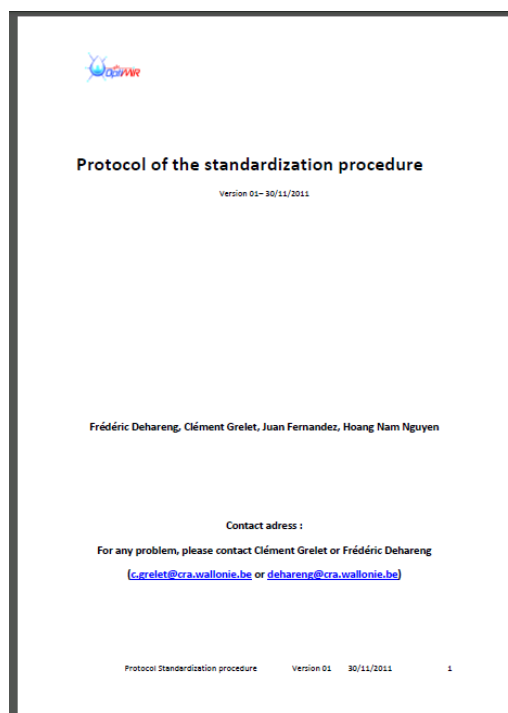 OptiMIR
Protocol of the standardization procedure
Version 01– 30/11/2011
Frédéric Dehareng, Clément Grelet, Juan Fernandez, Hoang Nam Nguyen
Contact adress :
For any problem, please contact Clément Grelet or Frédéric Dehareng
(c.grelet@cra.wallonie.be or dehareng@cra.wallonie.be)
Protocol Standardization procedure Version 01 30/11/2011 1